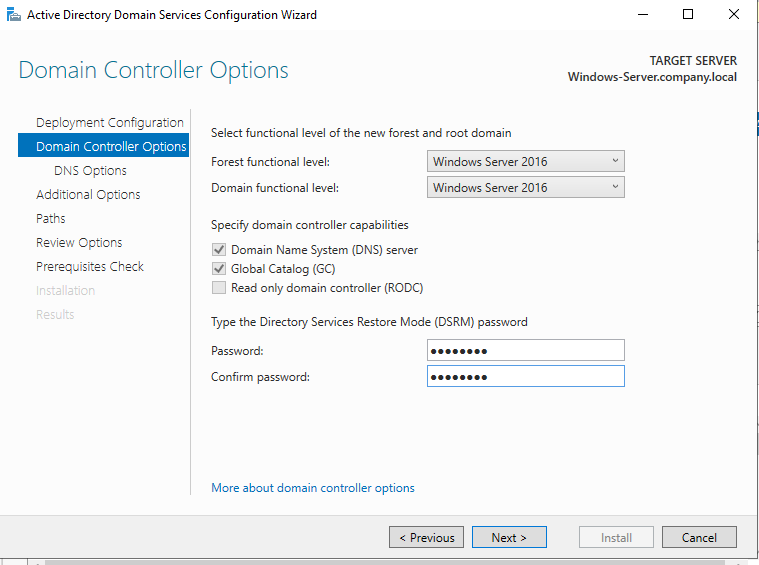 Active Directory Domain Services Configuration Wizard
Domain Controller Options
TARGET SERVER
Windows-Server.company.local
Deployment Configuration
Domain Controller Options
DNS Options
Additional Options
Paths
Review Options
Prerequisites Check
Installation
Results
Select functional level of the new forest and root domain
Forest functional level: Windows Server 2016
Domain functional level: Windows Server 2016
Specify domain controller capabilities
Domain Name System (DNS) server
Global Catalog (GC)
Read only domain controller (RODC)
Type the Directory Services Restore Mode (DSRM) password
Password: ●●●●●●●●
Confirm password: ●●●●●●●●
More about domain controller options
< Previous Next > Install Cancel